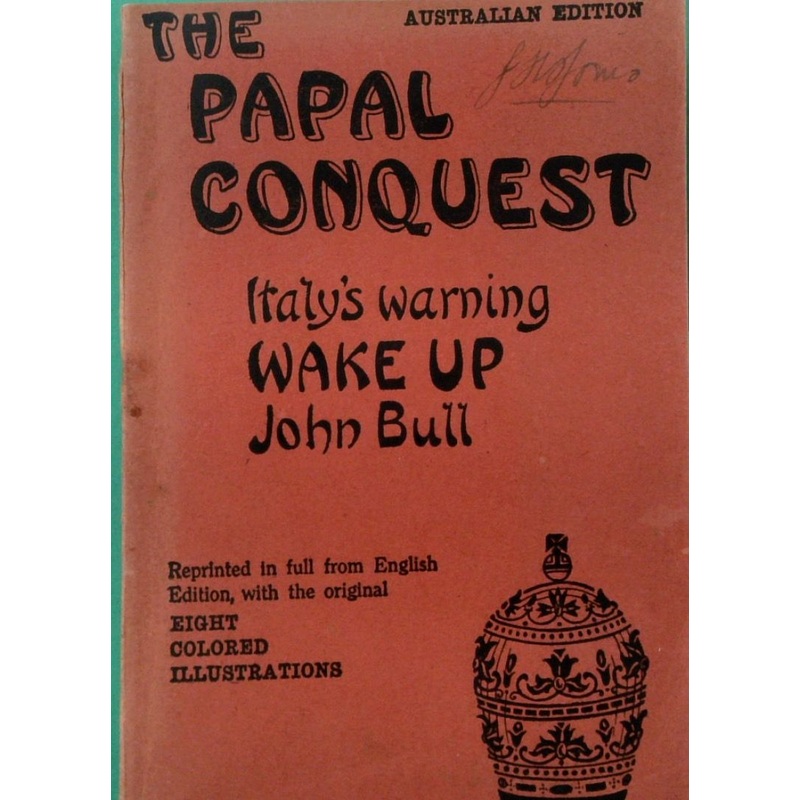 AUSTRALIAN EDITION
THE
PAPAL
CONQUEST
Italy's warning
WAKE UP
John Bull
Reprinted in full from English
Edition, with the original
EIGHT
COLORED
ILLUSTRATIONS